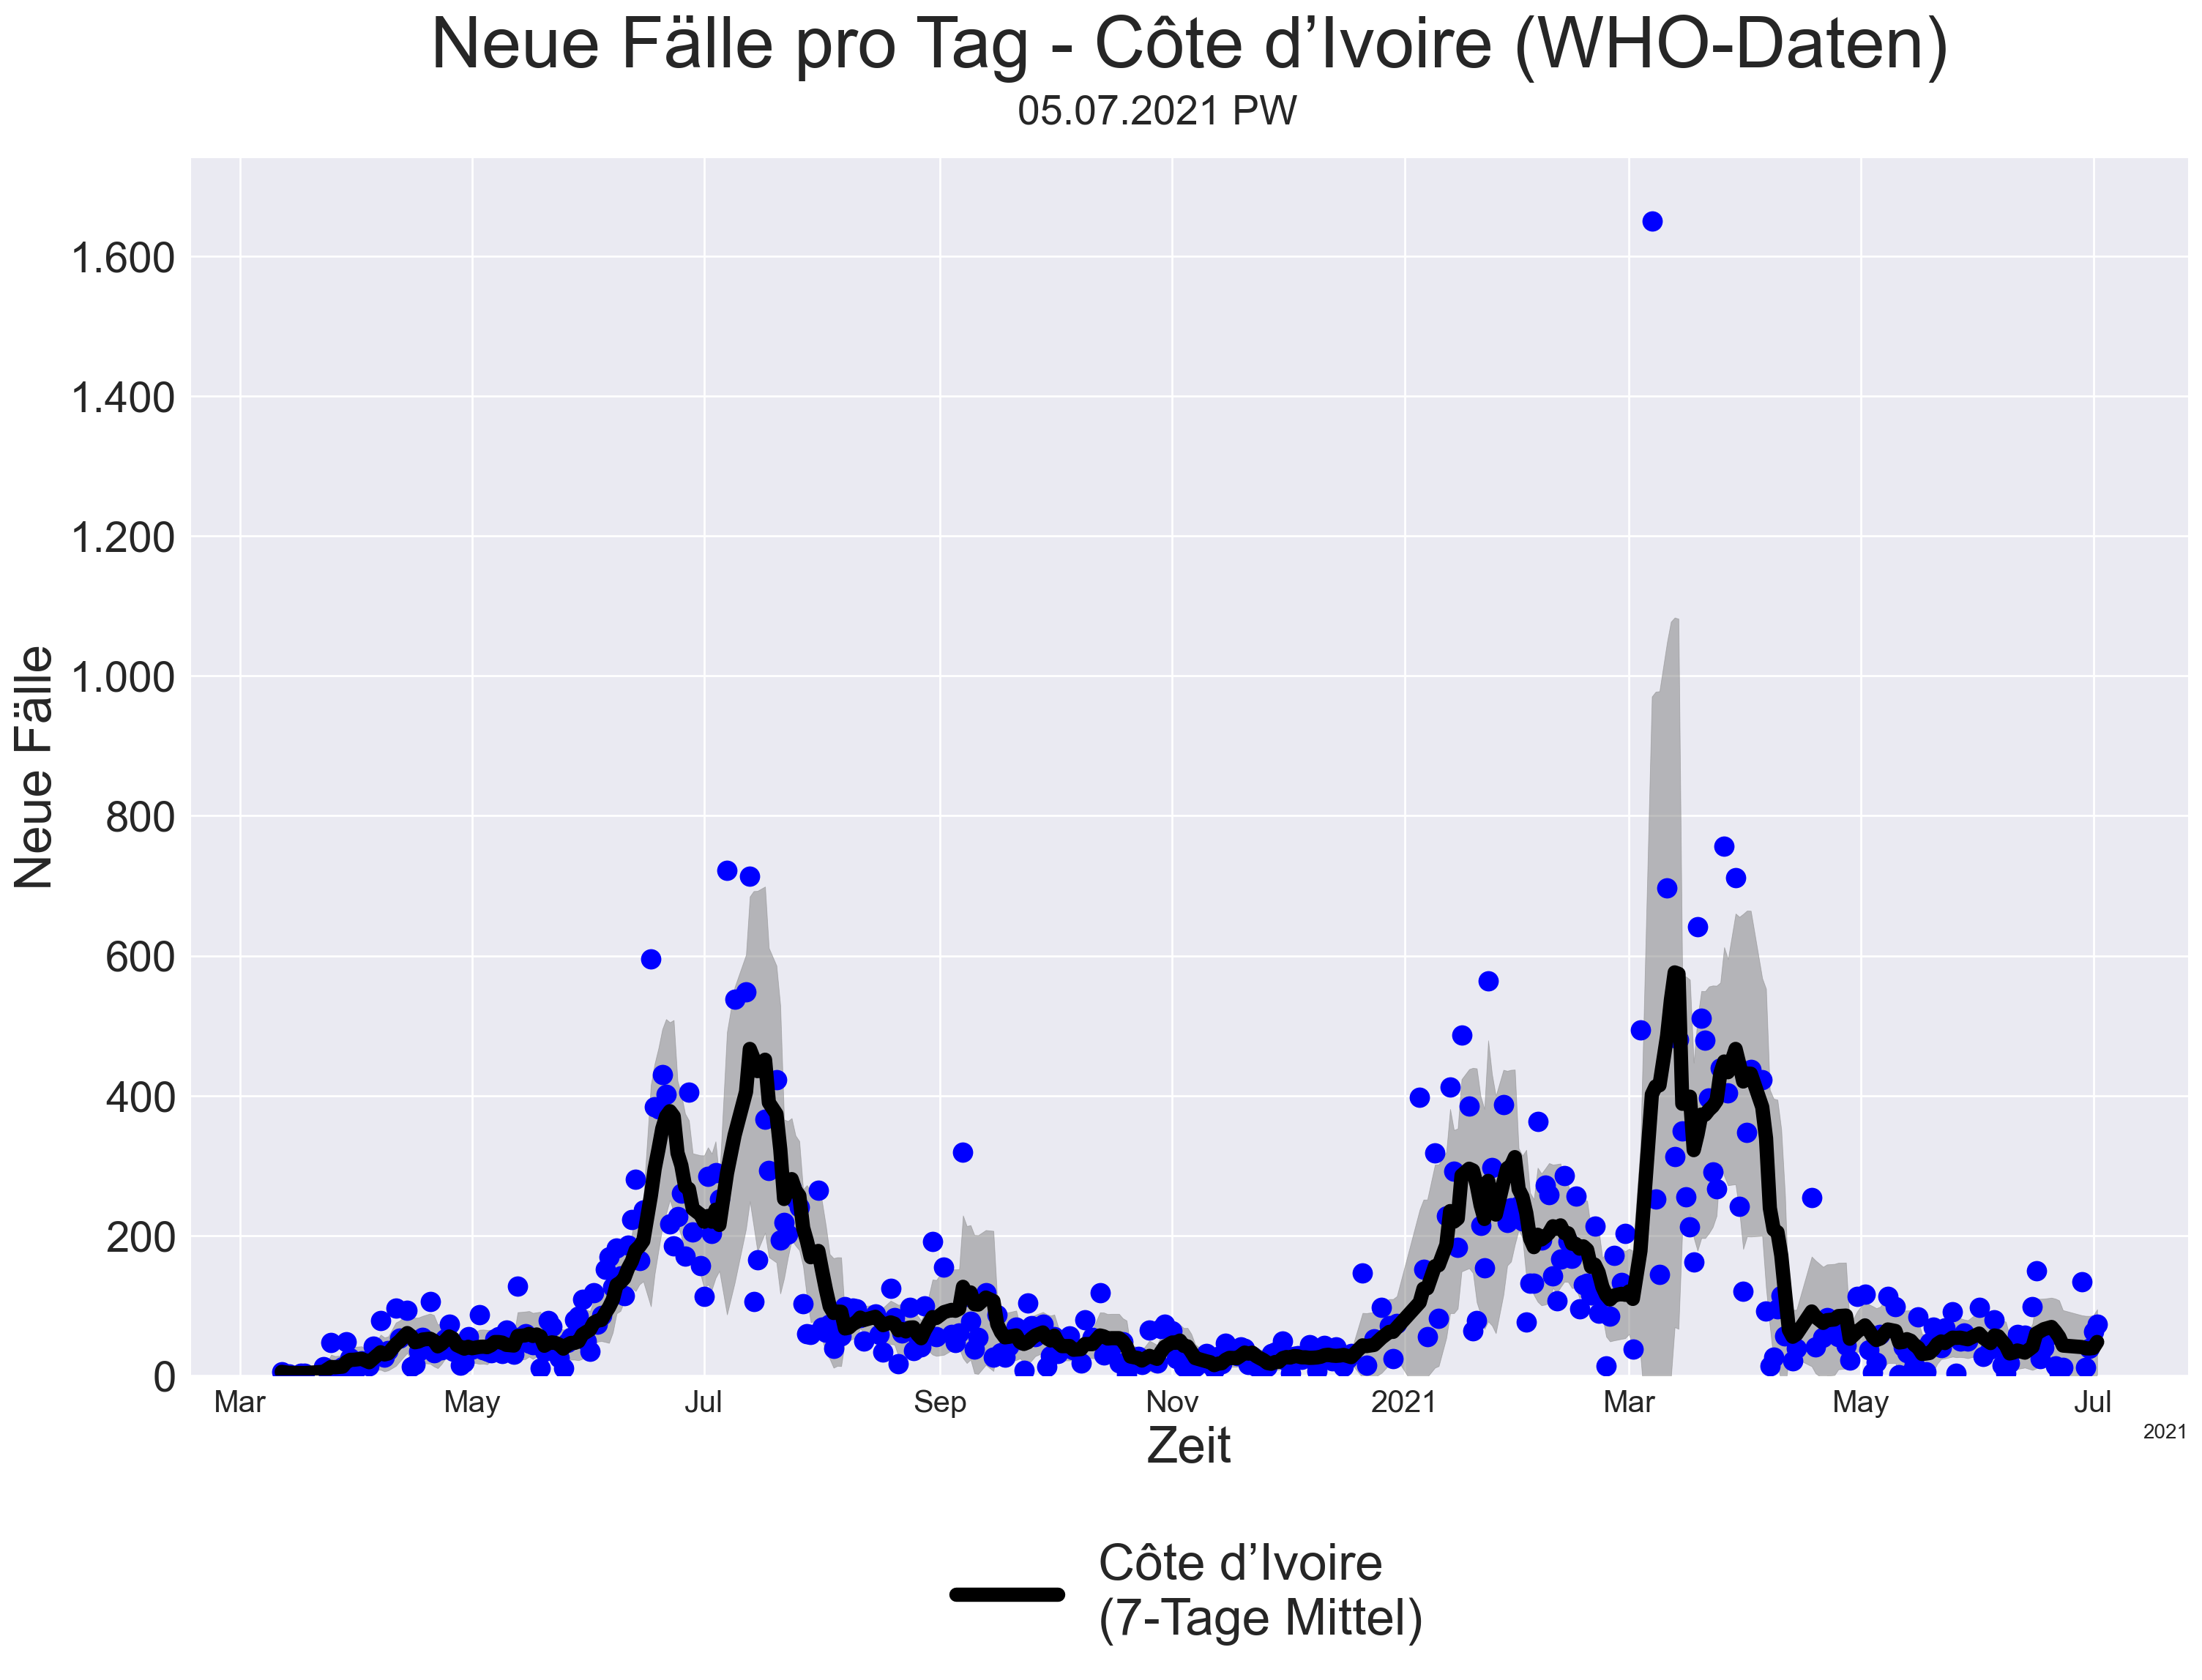 Neue Fälle pro Tag - Côte d’Ivoire (WHO-Daten)
05.07.2021 PW
Neue Fälle
1.600
1.400
1.200
1.000
800
600
400
200
0
Mar May Jul Sep Nov 2021 Mar May Jul
2021
Zeit
Côte d’Ivoire
(7-Tage Mittel)